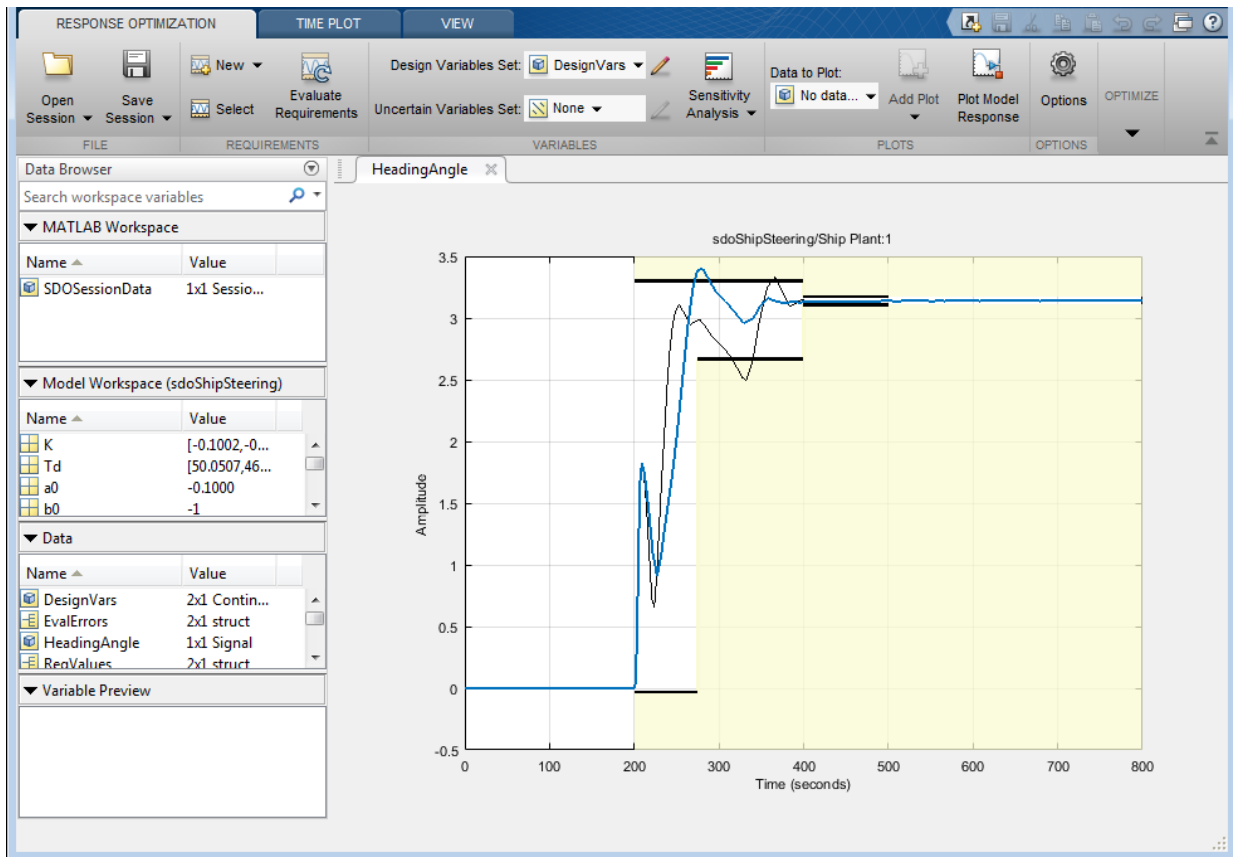 RESPONSE OPTIMIZATION TIME PLOT VIEW
Open Session
Save Session
FILE
New
Select
Evaluate Requirements
REQUIREMENTS
Design Variables Set: DesignVars
Uncertain Variables Set: None
Sensitivity Analysis
VARIABLES
Data to Plot:
No data...
Add Plot
Plot Model Response
PLOTS
Options
OPTIONS
OPTIMIZE
Data Browser
Search workspace variables
MATLAB Workspace
Name Value
SDOSessionData 1x1 Sessio...
Model Workspace (sdoShipSteering)
Name Value
K [-0.1002,-0...
Td [50.0507,46...
a0 -0.1000
b0 -1
Data
Name Value
DesignVars 2x1 Contin...
EvalErrors 2x1 struct
HeadingAngle 1x1 Signal
ReqValues 2x1 struct
Variable Preview
HeadingAngle
sdoShipSteering/Ship Plant:1
3.5
3
2.5
2
1.5
1
0.5
0
-0.5
Amplitude
0 100 200 300 400 500 600 700 800
Time (seconds)